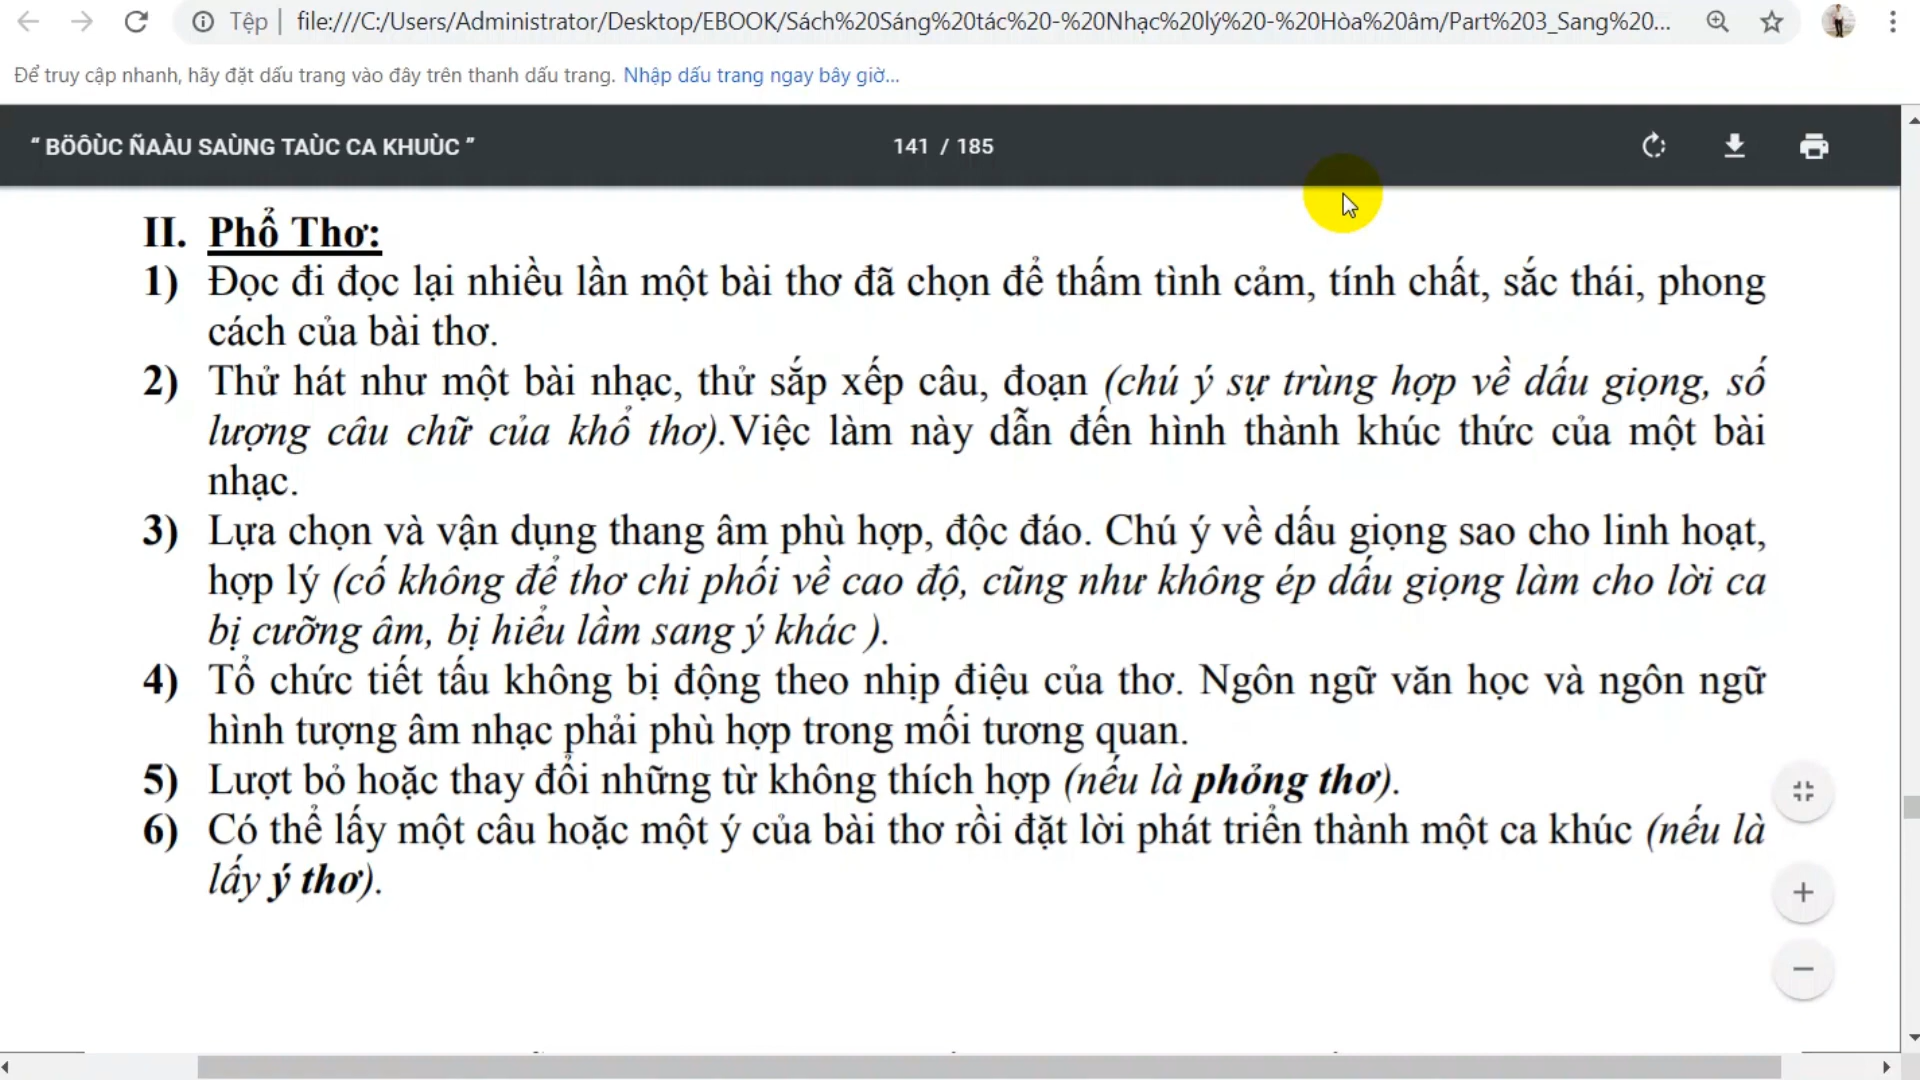 Tệp | file:///C:/Users/Administrator/Desktop/EBOOK/Sách%20Sáng%20tác%20-%20Nhạc%20lý%20-%20Hòa%20âm/Part%203_Sang%20...
Để truy cập nhanh, hãy đặt dấu trang vào đây trên thanh dấu trang. Nhập dấu trang ngay bây giờ...
“ BÖÔÙC ÑAÀU SAÙNG TAÙC CA KHUÙC ” 141 / 185
II. Phổ Thơ:
1) Đọc đi đọc lại nhiều lần một bài thơ đã chọn để thấm tình cảm, tính chất, sắc thái, phong
cách của bài thơ.
2) Thử hát như một bài nhạc, thử sắp xếp câu, đoạn (chú ý sự trùng hợp về dấu giọng, số
lượng câu chữ của khổ thơ).Việc làm này dẫn đến hình thành khúc thức của một bài
nhạc.
3) Lựa chọn và vận dụng thang âm phù hợp, độc đáo. Chú ý về dấu giọng sao cho linh hoạt,
hợp lý (cố không để thơ chi phối về cao độ, cũng như không ép dấu giọng làm cho lời ca
bị cưỡng âm, bị hiểu lầm sang ý khác ).
4) Tổ chức tiết tấu không bị động theo nhịp điệu của thơ. Ngôn ngữ văn học và ngôn ngữ
hình tượng âm nhạc phải phù hợp trong mối tương quan.
5) Lượt bỏ hoặc thay đổi những từ không thích hợp (nếu là phỏng thơ).
6) Có thể lấy một câu hoặc một ý của bài thơ rồi đặt lời phát triển thành một ca khúc (nếu là
lấy ý thơ).